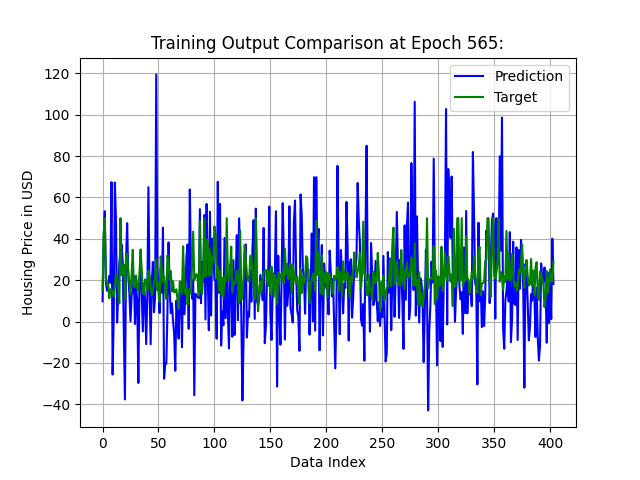 Training Output Comparison at Epoch 565:
Prediction
Target
Housing Price in USD
120
100
80
60
40
20
0
−20
−40
0 50 100 150 200 250 300 350 400
Data Index